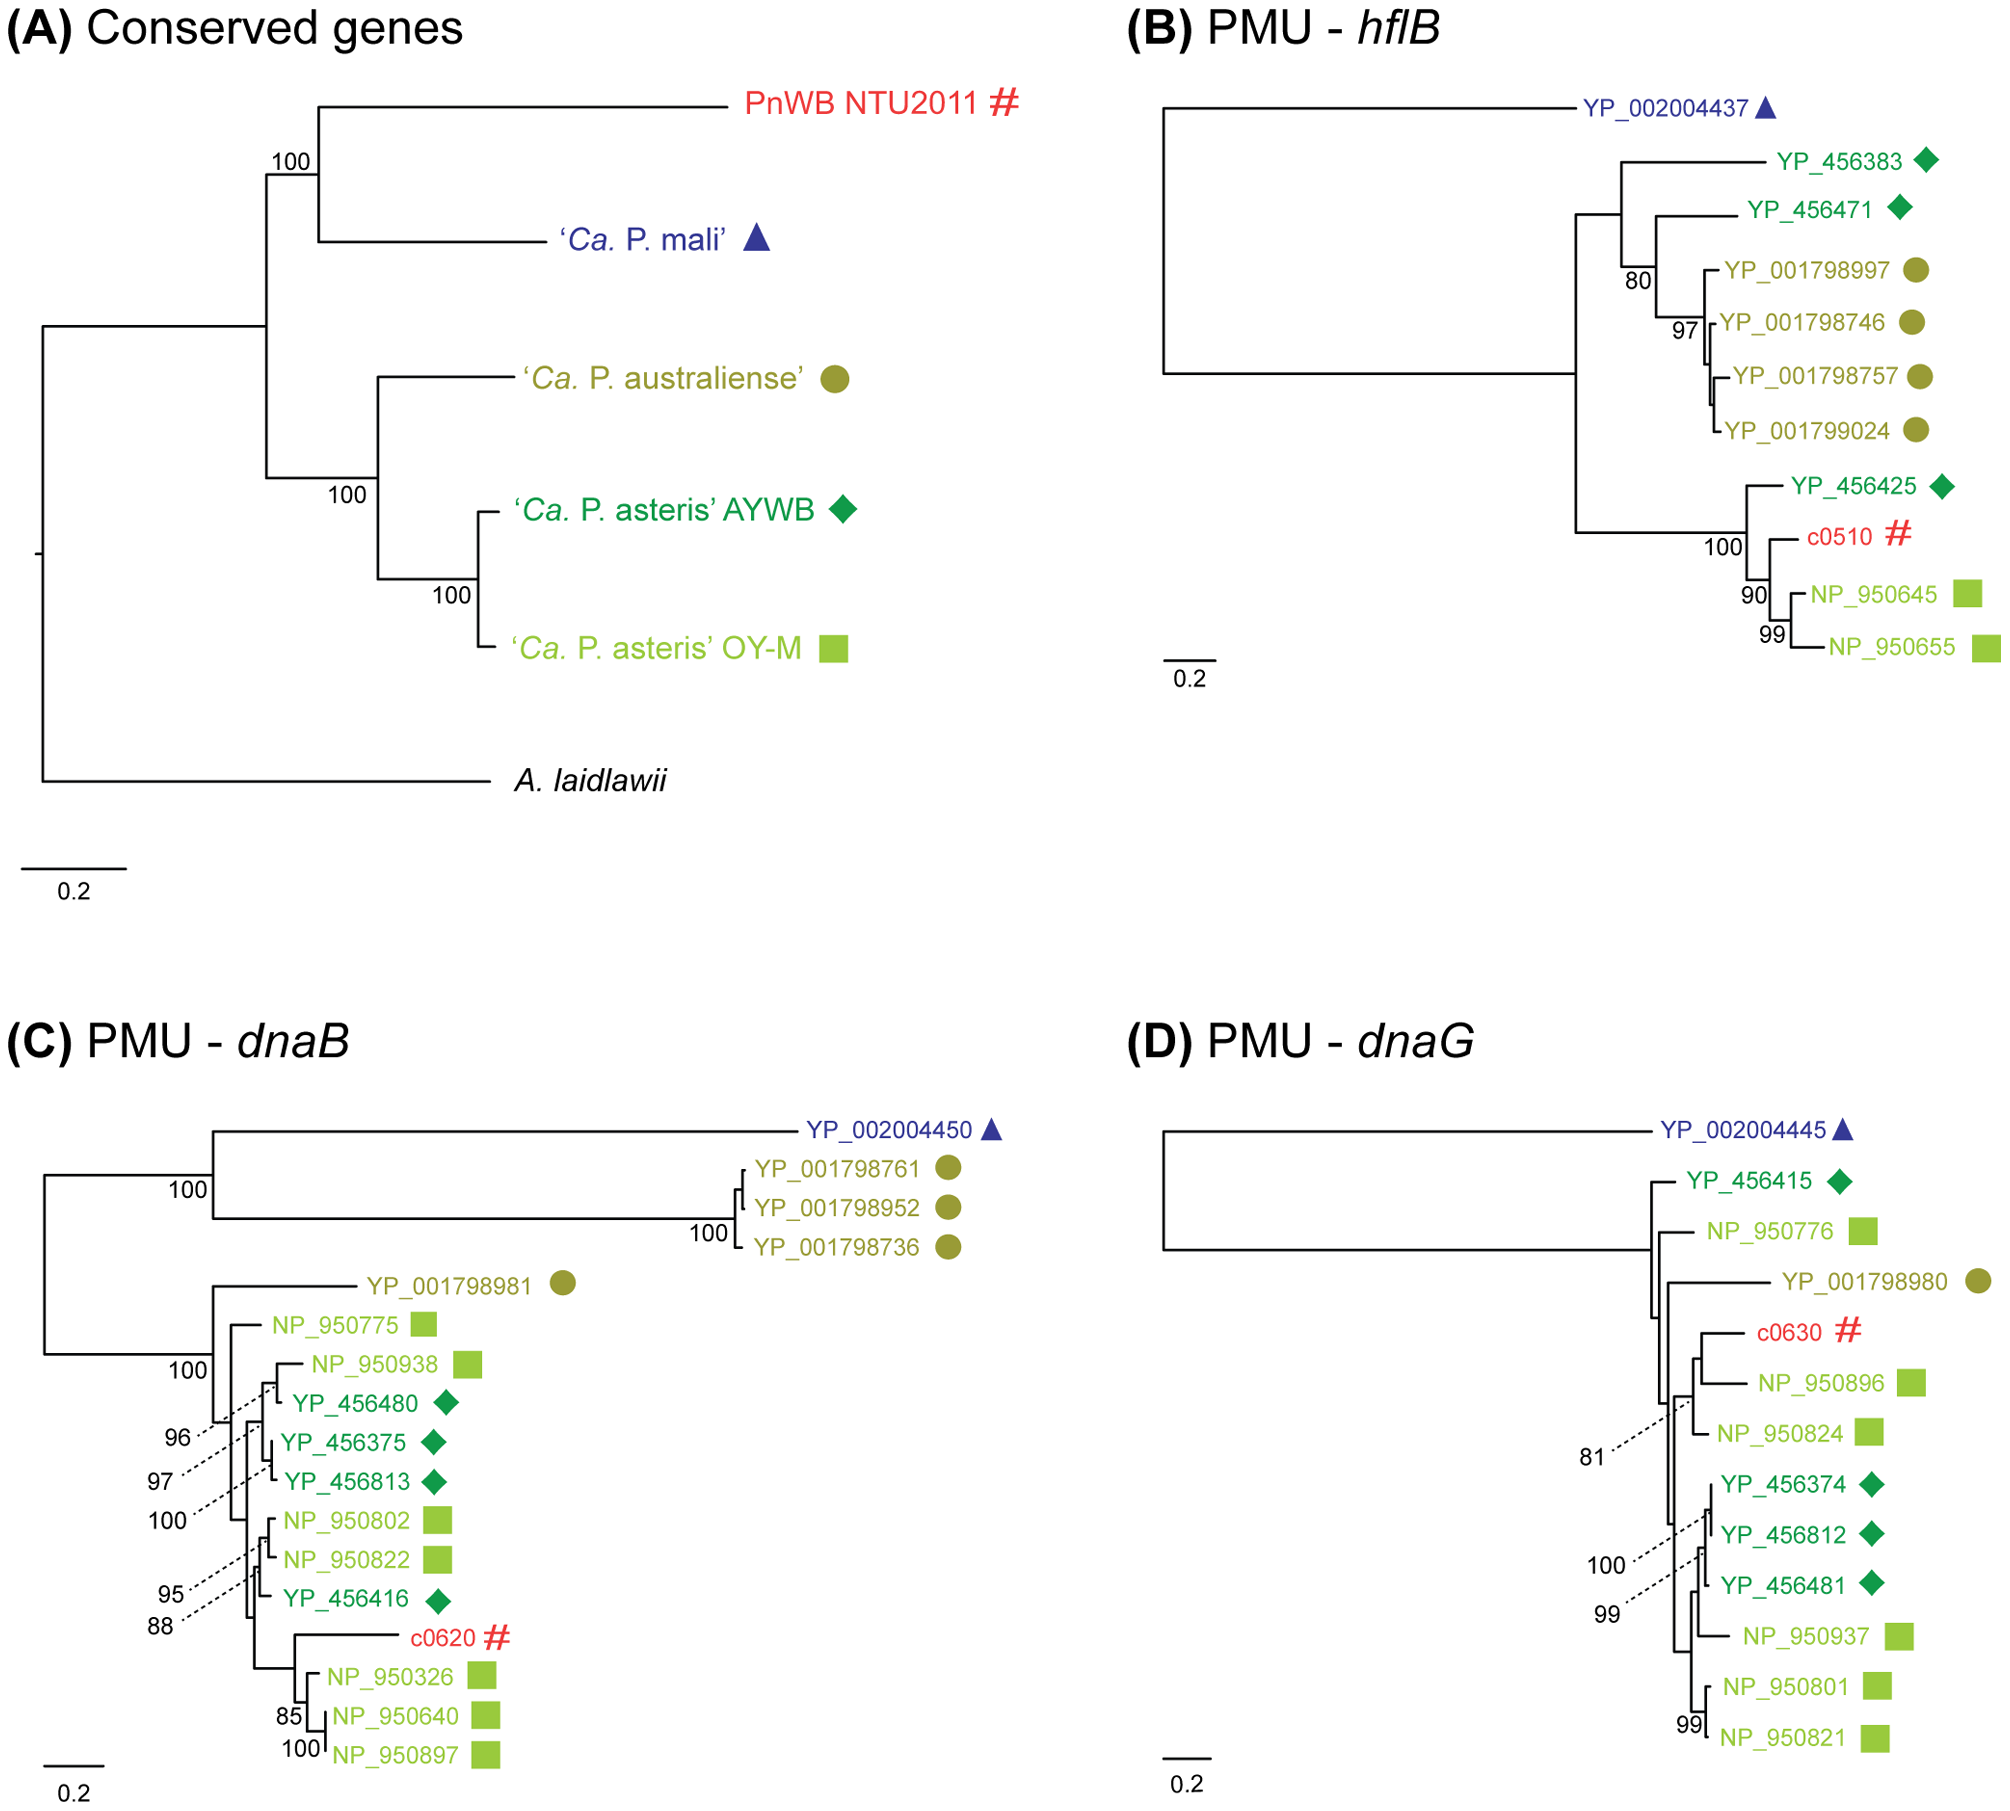 (A) Conserved genes
PnWB NTU2011 #
100
‘Ca. P. mali’
‘Ca. P. australiense’
100
‘Ca. P. asteris’ AYWB
100
‘Ca. P. asteris’ OY-M
A. laidlawii
0.2
(B) PMU - hflB
YP_002004437
YP_456383
YP_456471
YP_001798997
80
YP_001798746
97
YP_001798757
YP_001799024
YP_456425
c0510 #
100
NP_950645
90
99
NP_950655
0.2
(C) PMU - dnaB
YP_002004450
YP_001798761
100
YP_001798952
100
YP_001798736
YP_001798981
NP_950775
100
NP_950938
YP_456480
96
YP_456375
97
YP_456813
100
NP_950802
NP_950822
95
YP_456416
88
c0620 #
NP_950326
85
NP_950640
100
NP_950897
0.2
(D) PMU - dnaG
YP_002004445
YP_456415
NP_950776
YP_001798980
c0630 #
NP_950896
NP_950824
81
YP_456374
YP_456812
100
YP_456481
99
NP_950937
NP_950801
99
NP_950821
0.2